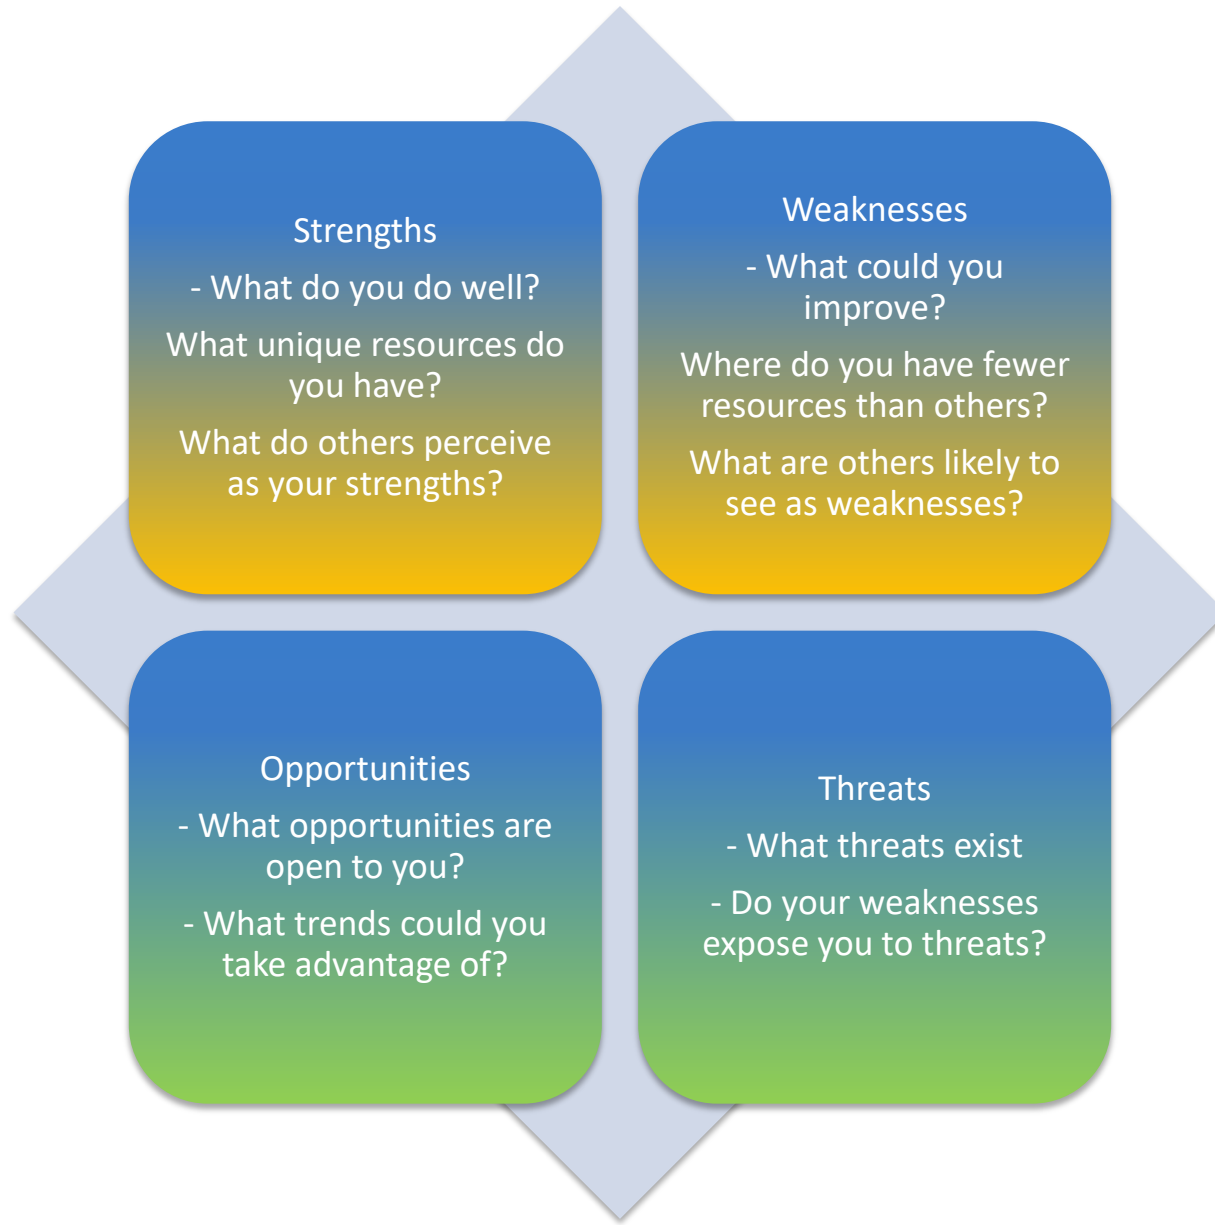 Strengths
- What do you do well?
What unique resources do
you have?
What do others perceive
as your strengths?
Weaknesses
- What could you
improve?
Where do you have fewer
resources than others?
What are others likely to
see as weaknesses?
Opportunities
- What opportunities are
open to you?
- What trends could you
take advantage of?
Threats
- What threats exist
- Do your weaknesses
expose you to threats?